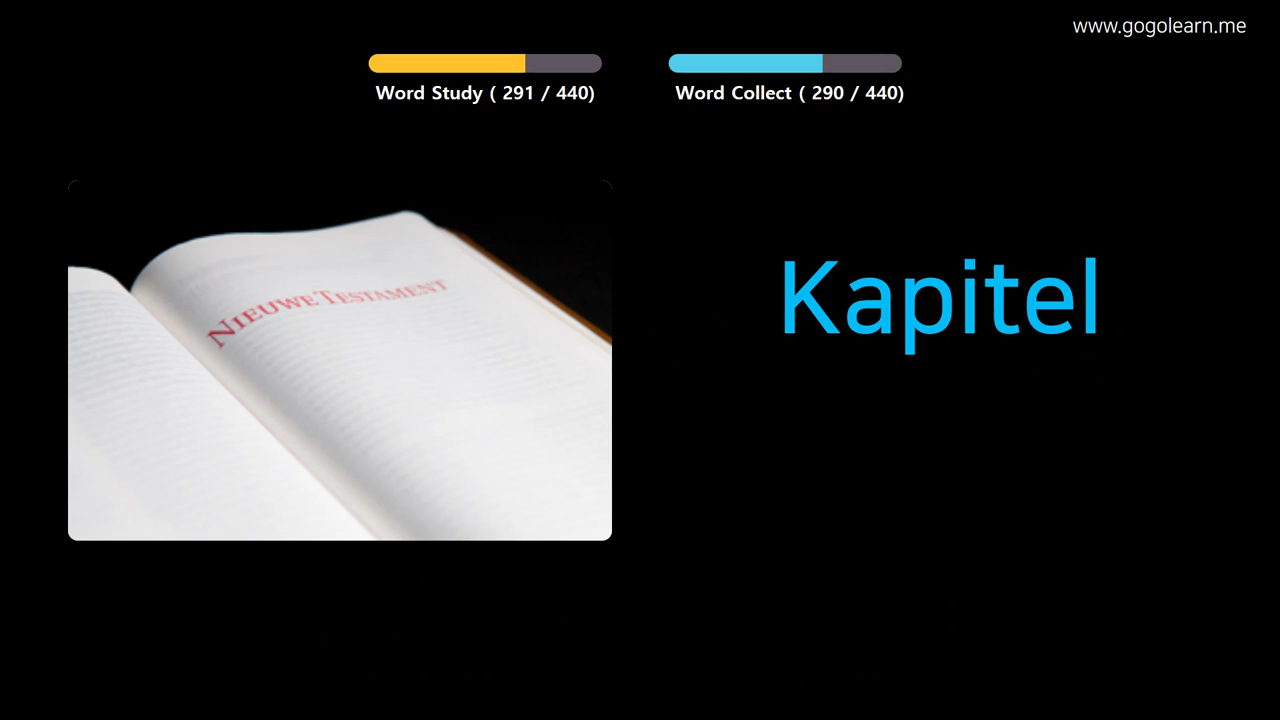 www.gogolearn.me
Word Study ( 291 / 440)
Word Collect ( 290 / 440)
NIEUWE TESTAMENT
Kapitel